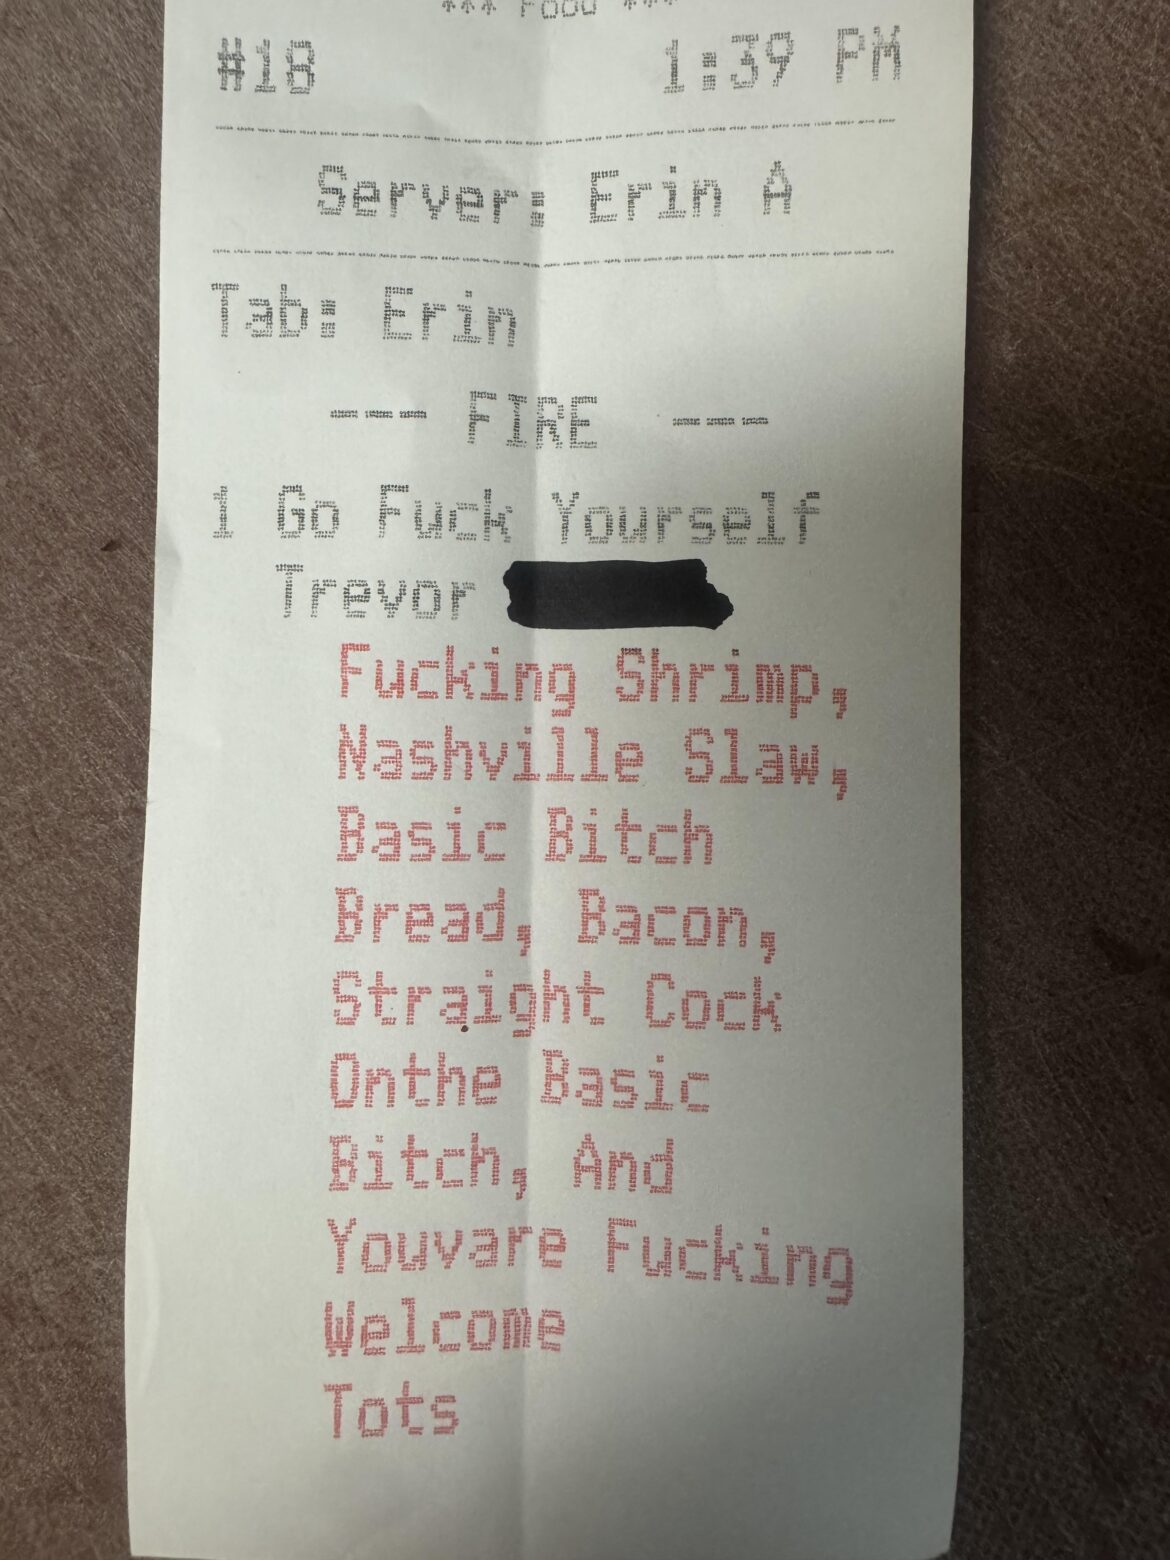 *** Food ***
#18 1:39 PM
Server: Erin A
Tab: Erin
--- FIRE ---
1 Go Fuck Yourself
Trevor
Fucking Shrimp,
Nashville Slaw,
Basic Bitch
Bread, Bacon,
Straight Cock
Onthe Basic
Bitch, And
Youvare Fucking
Welcome
Tots